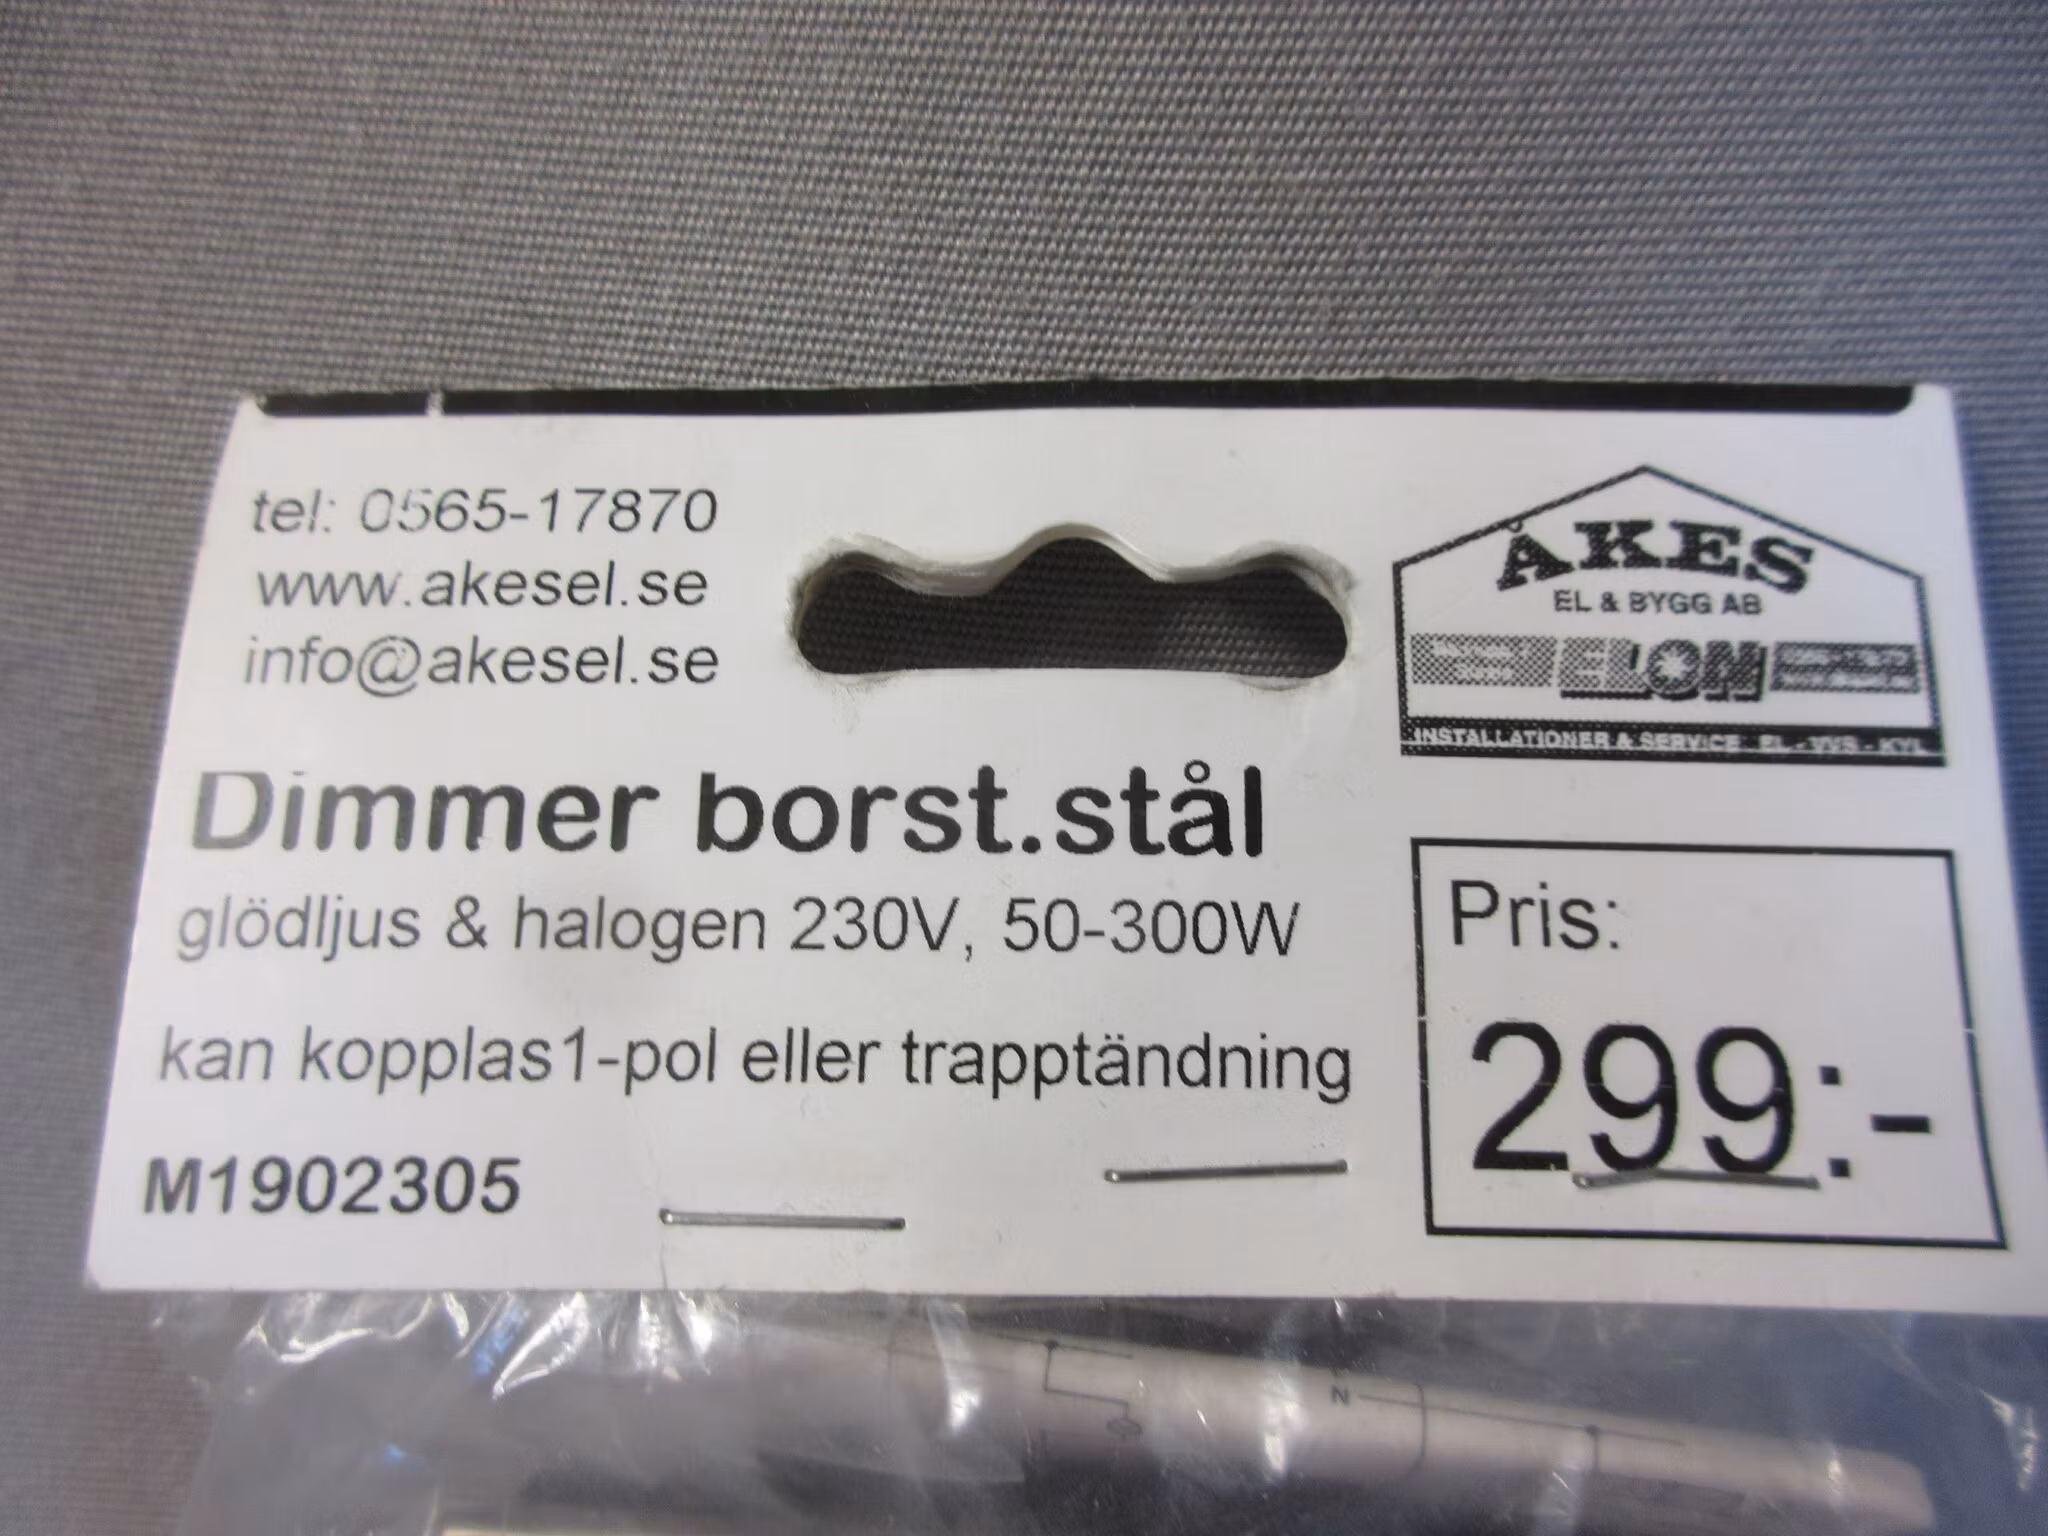 tel: 0565-17870
www.akesel.se
info@akesel.se
ÅKES
EL & BYGG AB
ELON
INSTALLATIONER & SERVICE EL - VVS - KYL
Dimmer borst.stål
glödljus & halogen 230V, 50-300W
kan kopplas1-pol eller trapptändning
M1902305
Pris:
299:-
N